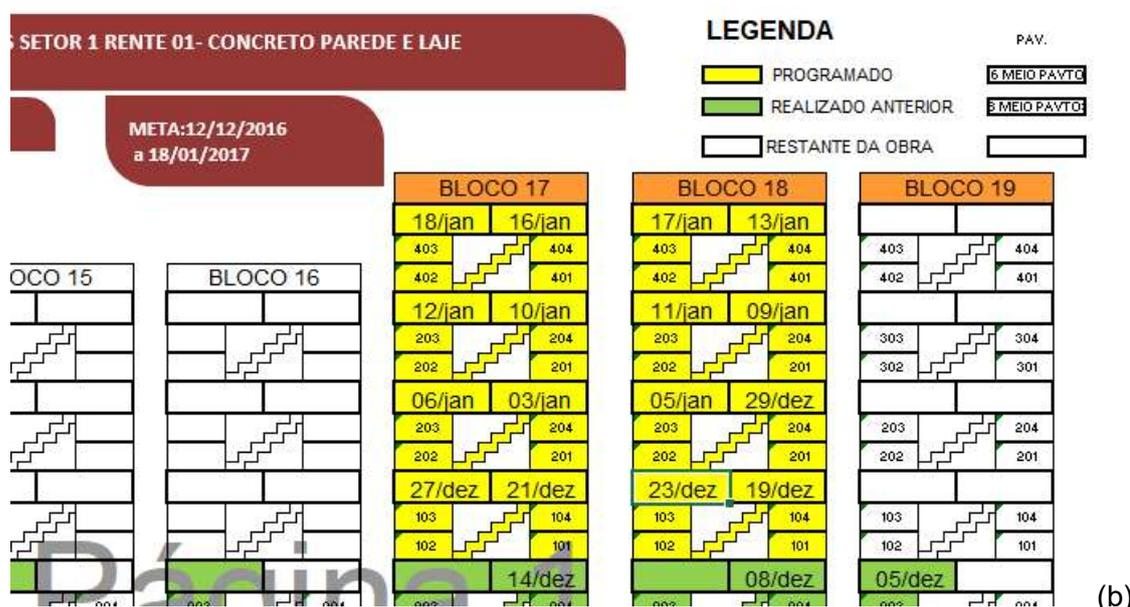 SETOR 1 RENTE 01- CONCRETO PAREDE E LAJE
META:12/12/2016
a 18/01/2017
LEGENDA
PAV.
PROGRAMADO
6 MEIO PAVTO
REALIZADO ANTERIOR
MEIO PAVTO
RESTANTE DA OBRA
BLOCO 17 BLOCO 18 BLOCO 19
18/jan 16/jan 17/jan 13/jan
403 404 403 404 403 404
402 401 402 401 402 401
OCO 15 BLOCO 16
12/jan 10/jan 11/jan 09/jan
203 204 203 204 303 304
202 201 202 201 302 301
06/jan 03/jan 05/jan 29/dez
203 204 203 204 203 204
202 201 202 201 202 201
27/dez 21/dez 23/dez 19/dez
103 104 103 104 103 104
102 101 102 101 102 101
Página 1
14/dez 08/dez 05/dez
(b)